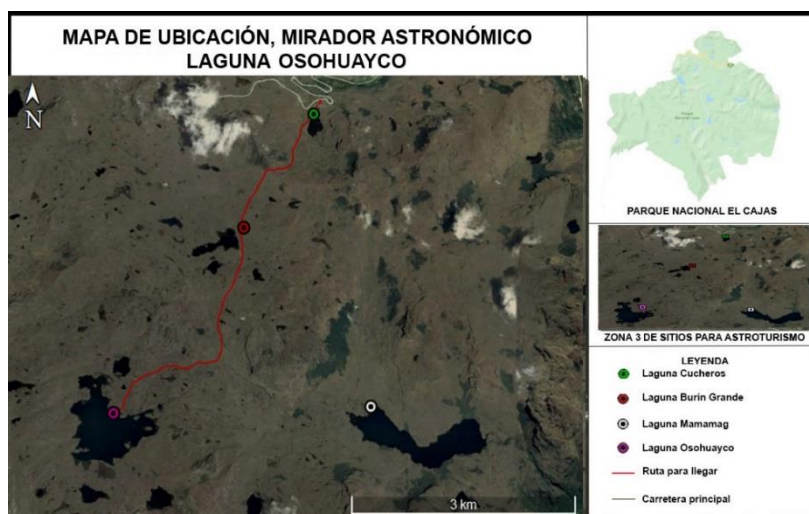 MAPA DE UBICACIÓN, MIRADOR ASTRONÓMICO
LAGUNA OSOHUAYCO
N
3 km
PARQUE NACIONAL EL CAJAS
ZONA 3 DE SITIOS PARA ASTROTURISMO
LEYENDA
Laguna Cucheros
Laguna Burín Grande
Laguna Mamamag
Laguna Osohuayco
Ruta para llegar
Carretera principal